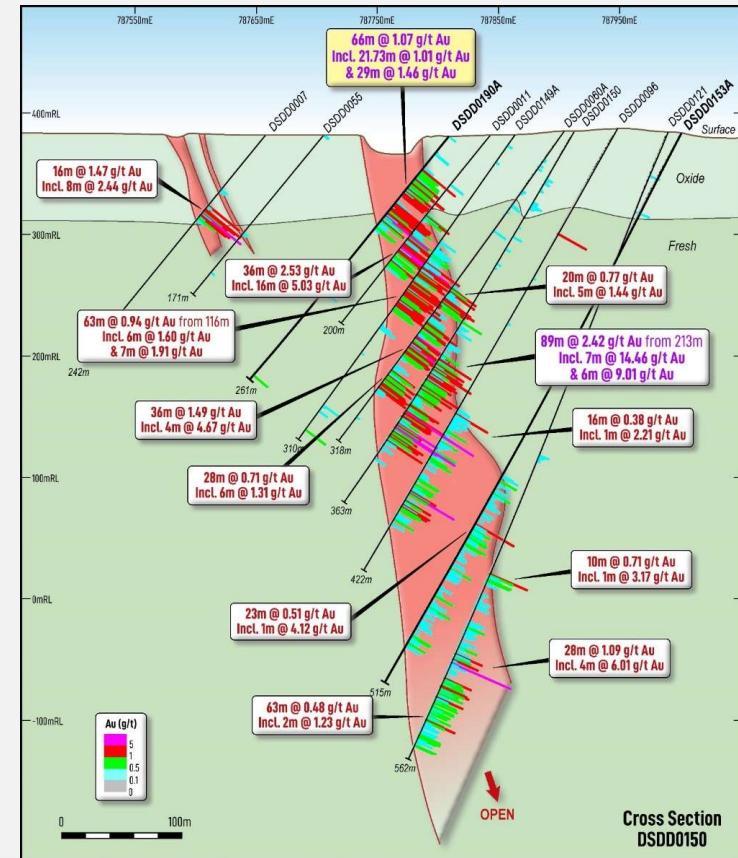 787550mE
787650mE
787750mE
787850mE
787950mE
66m @ 1.07 g/t Au
Incl. 21.73m @ 1.01 g/t Au
& 29m @ 1.46 g/t Au
DSDD0007
DSDD0055
DSDD0190A
DSDD0011
DSDD0149A
DSDD0060A
DSDD0150
DSDD0096
DSDD0121
DSDD0153A
400mRL
Surface
16m @ 1.47 g/t Au
Incl. 8m @ 2.44 g/t Au
Oxide
300mRL
Fresh
36m @ 2.53 g/t Au
Incl. 16m @ 5.03 g/t Au
20m @ 0.77 g/t Au
Incl. 5m @ 1.44 g/t Au
171m
200m
63m @ 0.94 g/t Au from 116m
Incl. 6m @ 1.60 g/t Au
& 7m @ 1.91 g/t Au
89m @ 2.42 g/t Au from 213m
Incl. 7m @ 14.46 g/t Au
& 6m @ 9.01 g/t Au
200mRL
242m
261m
36m @ 1.49 g/t Au
Incl. 4m @ 4.67 g/t Au
16m @ 0.38 g/t Au
Incl. 1m @ 2.21 g/t Au
310m
318m
28m @ 0.71 g/t Au
Incl. 6m @ 1.31 g/t Au
100mRL
363m
422m
10m @ 0.71 g/t Au
Incl. 1m @ 3.17 g/t Au
0mRL
23m @ 0.51 g/t Au
Incl. 1m @ 4.12 g/t Au
28m @ 1.09 g/t Au
Incl. 4m @ 6.01 g/t Au
515m
63m @ 0.48 g/t Au
Incl. 2m @ 1.23 g/t Au
-100mRL
562m
Au (g/t)
5
1
0.5
0.1
0
OPEN
0 100m
Cross Section
DSDD0150